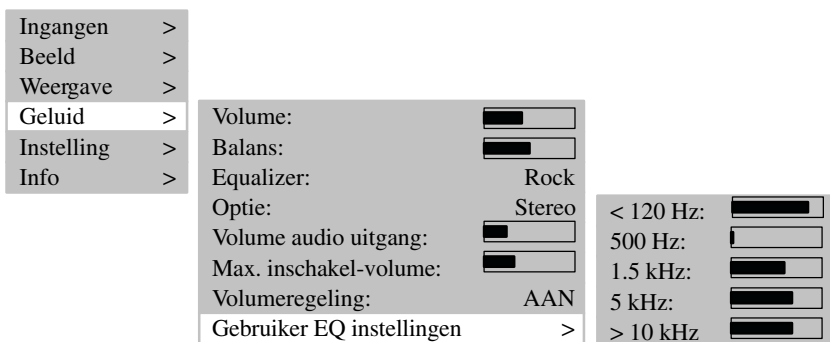 Ingangen >
Beeld >
Weergave >
Geluid >
Instelling >
Info >
Volume:
Balans:
Equalizer: Rock
Optie: Stereo
Volume audio uitgang:
Max. inschakel-volume:
Volumeregeling: AAN
Gebruiker EQ instellingen >
< 120 Hz:
500 Hz:
1.5 kHz:
5 kHz:
> 10 kHz